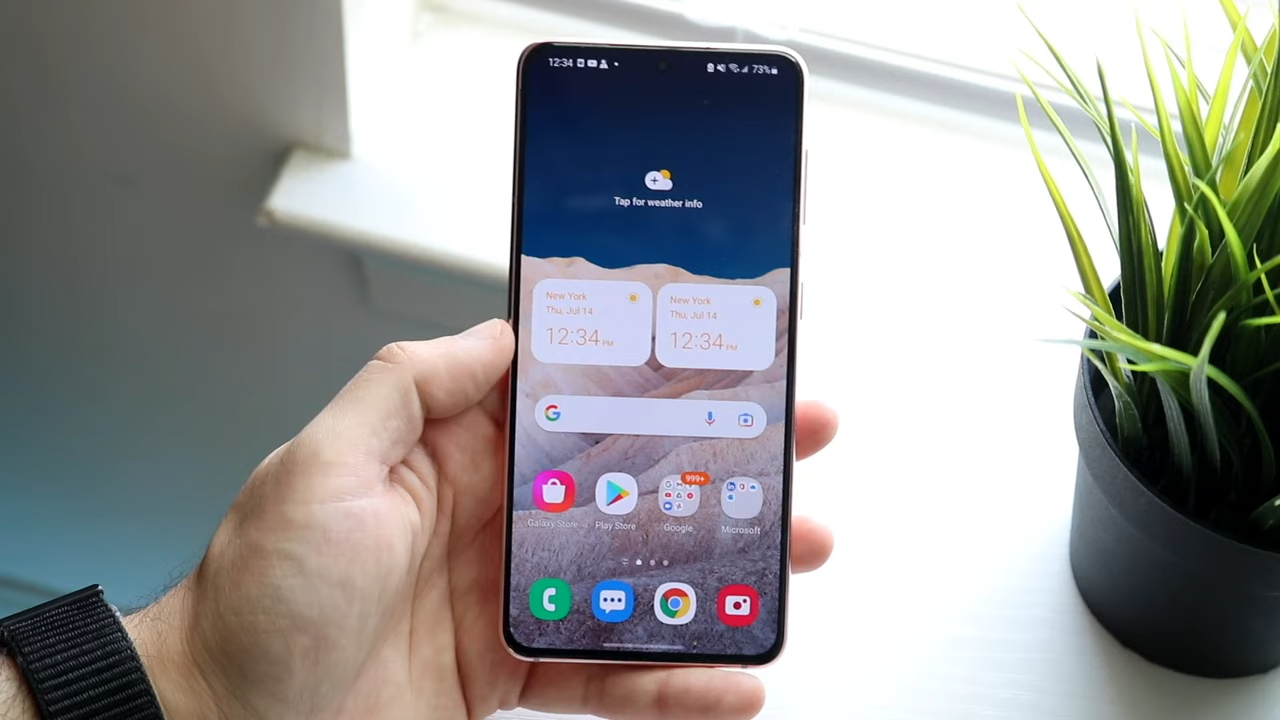 12:34
73%
Tap for weather info
New York
Thu, Jul 14
12:34 PM
New York
Thu, Jul 14
12:34 PM
G
999+
Galaxy Store
Play Store
Google
Microsoft